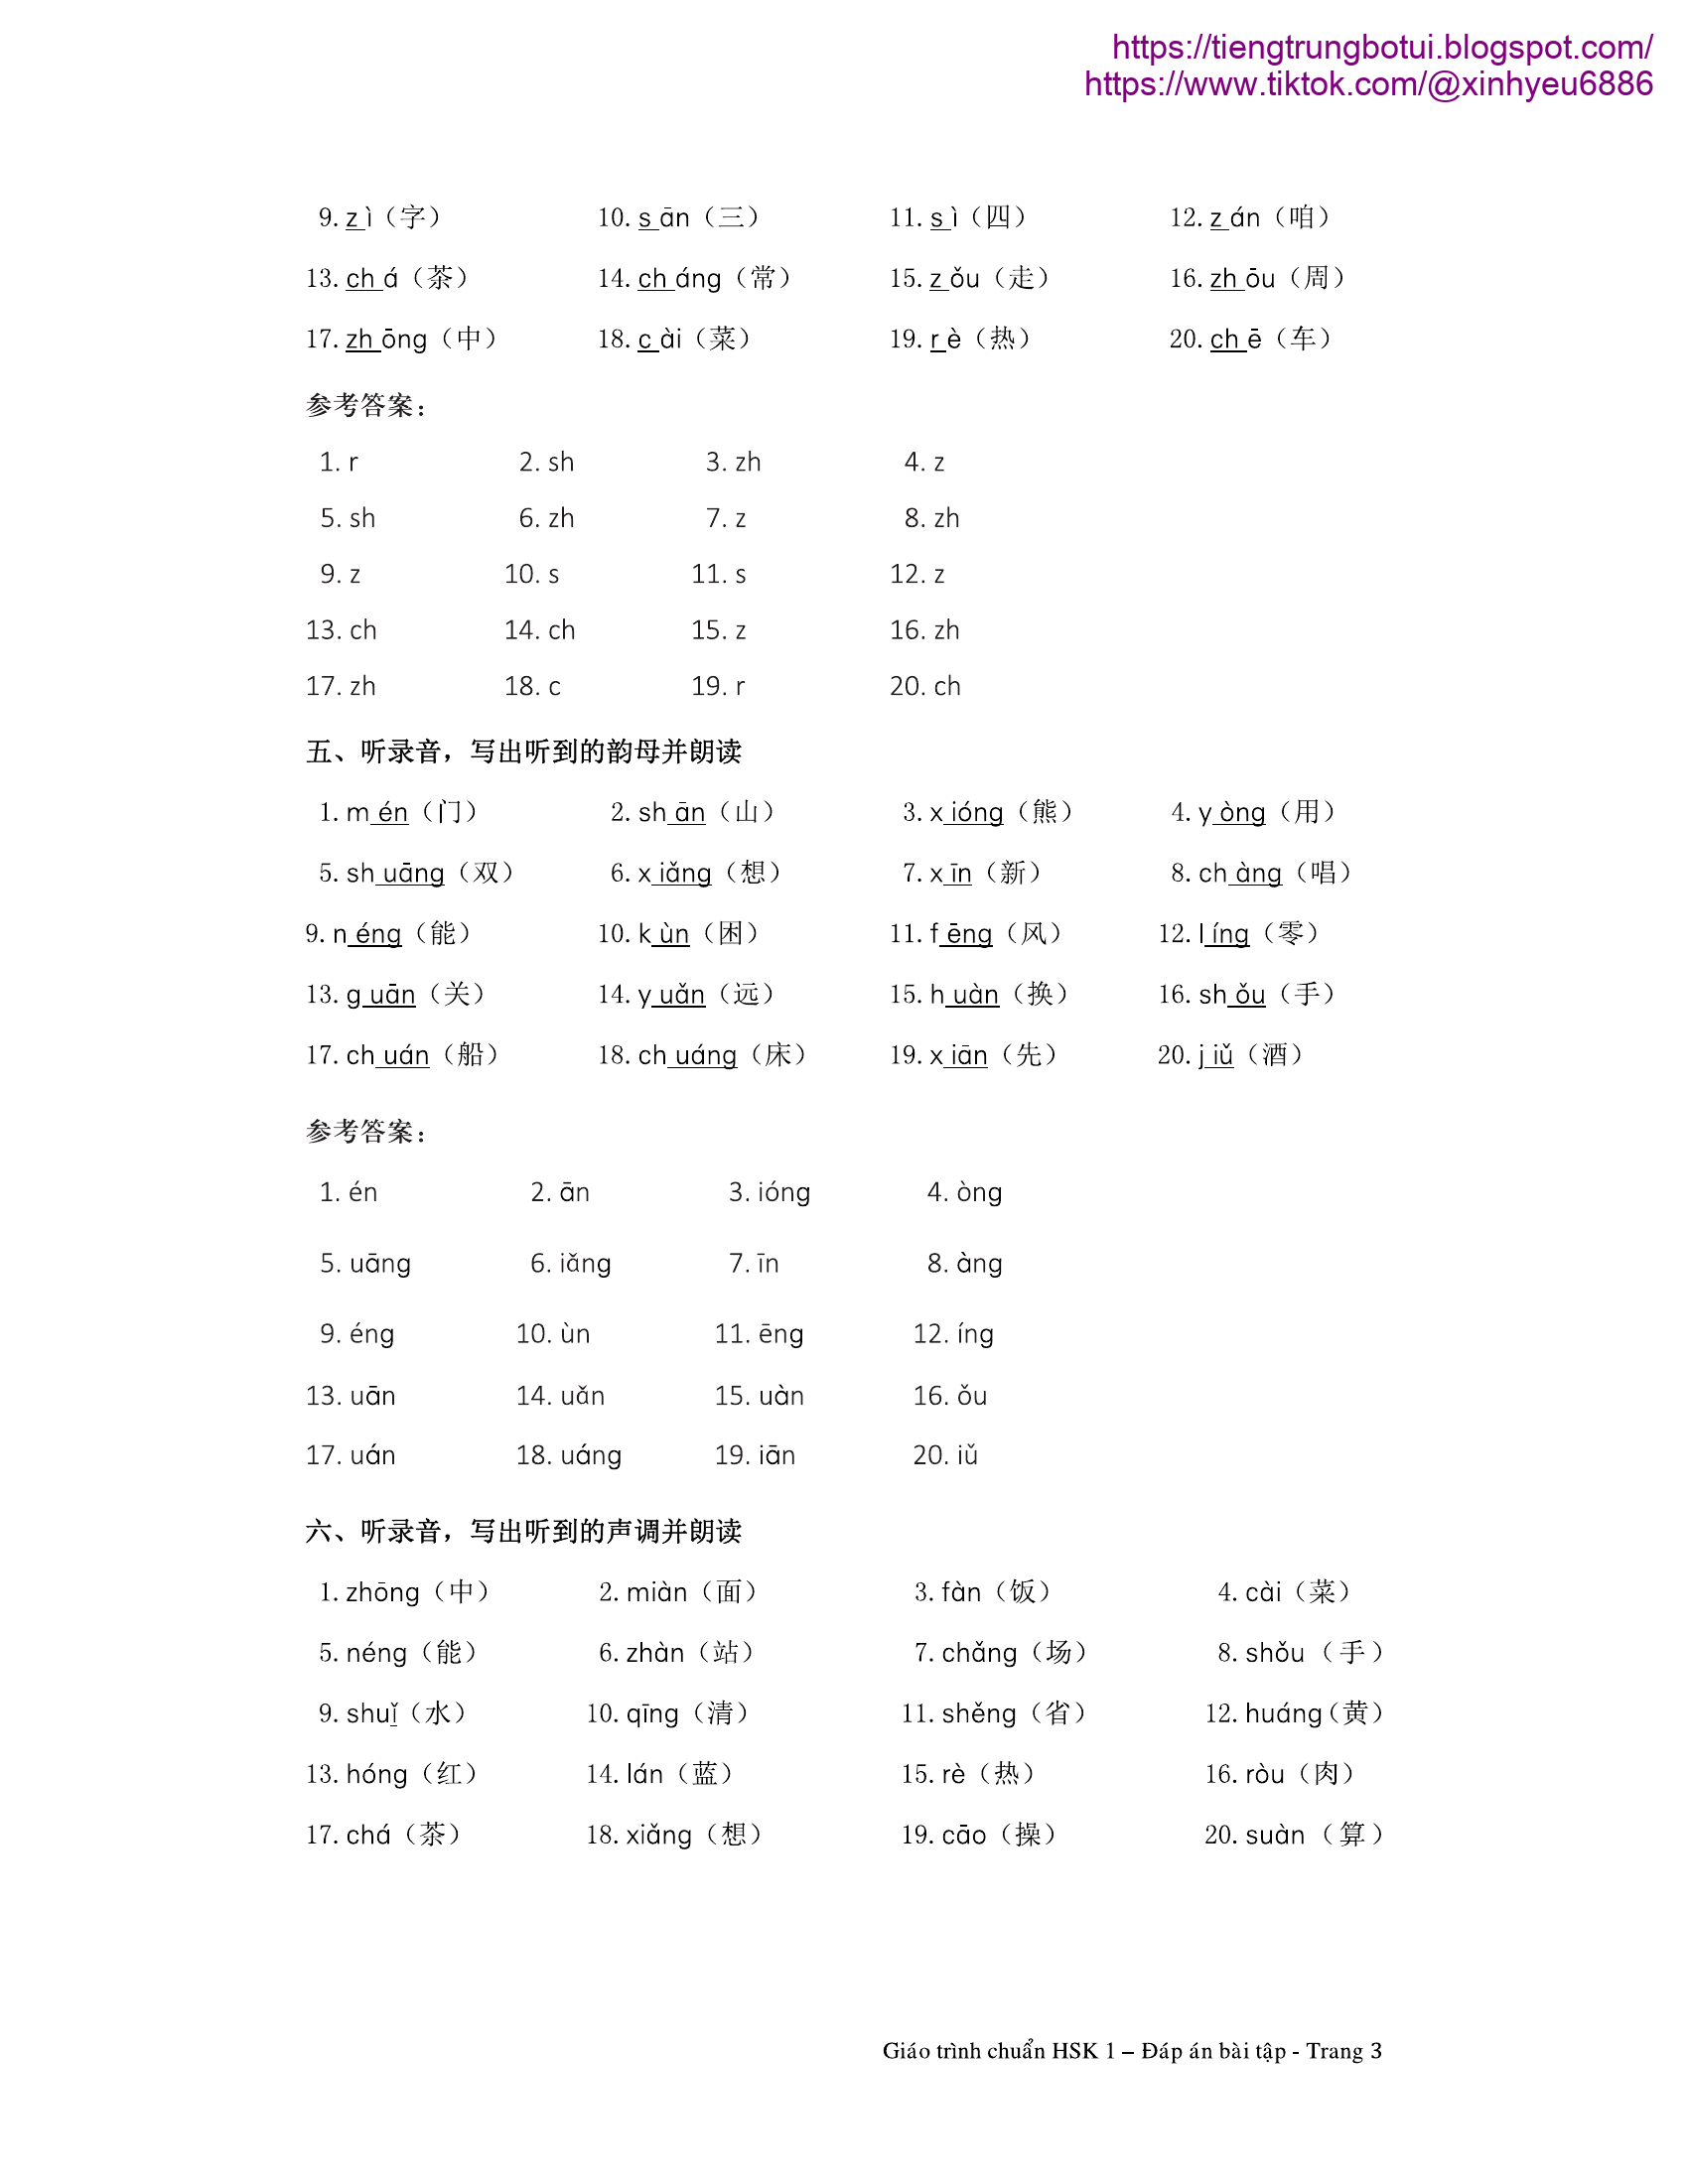 https://tiengtrungbotui.blogspot.com/
https://www.tiktok.com/@xinhyeu6886
9. z ì（字） 10. s ān（三） 11. s ì（四） 12. z án（咱）
13. ch á（茶） 14. ch áng（常） 15. z ǒu（走） 16. zh ōu（周）
17. zh ōng（中） 18. c ài（菜） 19. r è（热） 20. ch ē（车）
参考答案：
1. r 2. sh 3. zh 4. z
5. sh 6. zh 7. z 8. zh
9. z 10. s 11. s 12. z
13. ch 14. ch 15. z 16. zh
17. zh 18. c 19. r 20. ch
五、听录音，写出听到的韵母并朗读
1. m én（门） 2. sh ān（山） 3. x ióng（熊） 4. y òng（用）
5. sh uāng（双） 6. x iǎng（想） 7. x īn（新） 8. ch àng（唱）
9. n éng（能） 10. k ùn（困） 11. f ēng（风） 12. l íng（零）
13. g uān（关） 14. y uǎn（远） 15. h uàn（换） 16. sh ǒu（手）
17. ch uán（船） 18. ch uáng（床） 19. x iān（先） 20. j iǔ（酒）
参考答案：
1. én 2. ān 3. ióng 4. òng
5. uāng 6. iǎng 7. īn 8. àng
9. éng 10. ùn 11. ēng 12. íng
13. uān 14. uǎn 15. uàn 16. ǒu
17. uán 18. uáng 19. iān 20. iǔ
六、听录音，写出听到的声调并朗读
1. zhōng（中） 2. miàn（面） 3. fàn（饭） 4. cài（菜）
5. néng（能） 6. zhàn（站） 7. chǎng（场） 8. shǒu（手）
9. shuǐ（水） 10. qīng（清） 11. shěng（省） 12. huáng（黄）
13. hóng（红） 14. lán（蓝） 15. rè（热） 16. ròu（肉）
17. chá（茶） 18. xiǎng（想） 19. cāo（操） 20. suàn（算）
Giáo trình chuẩn HSK 1 – Đáp án bài tập - Trang 3